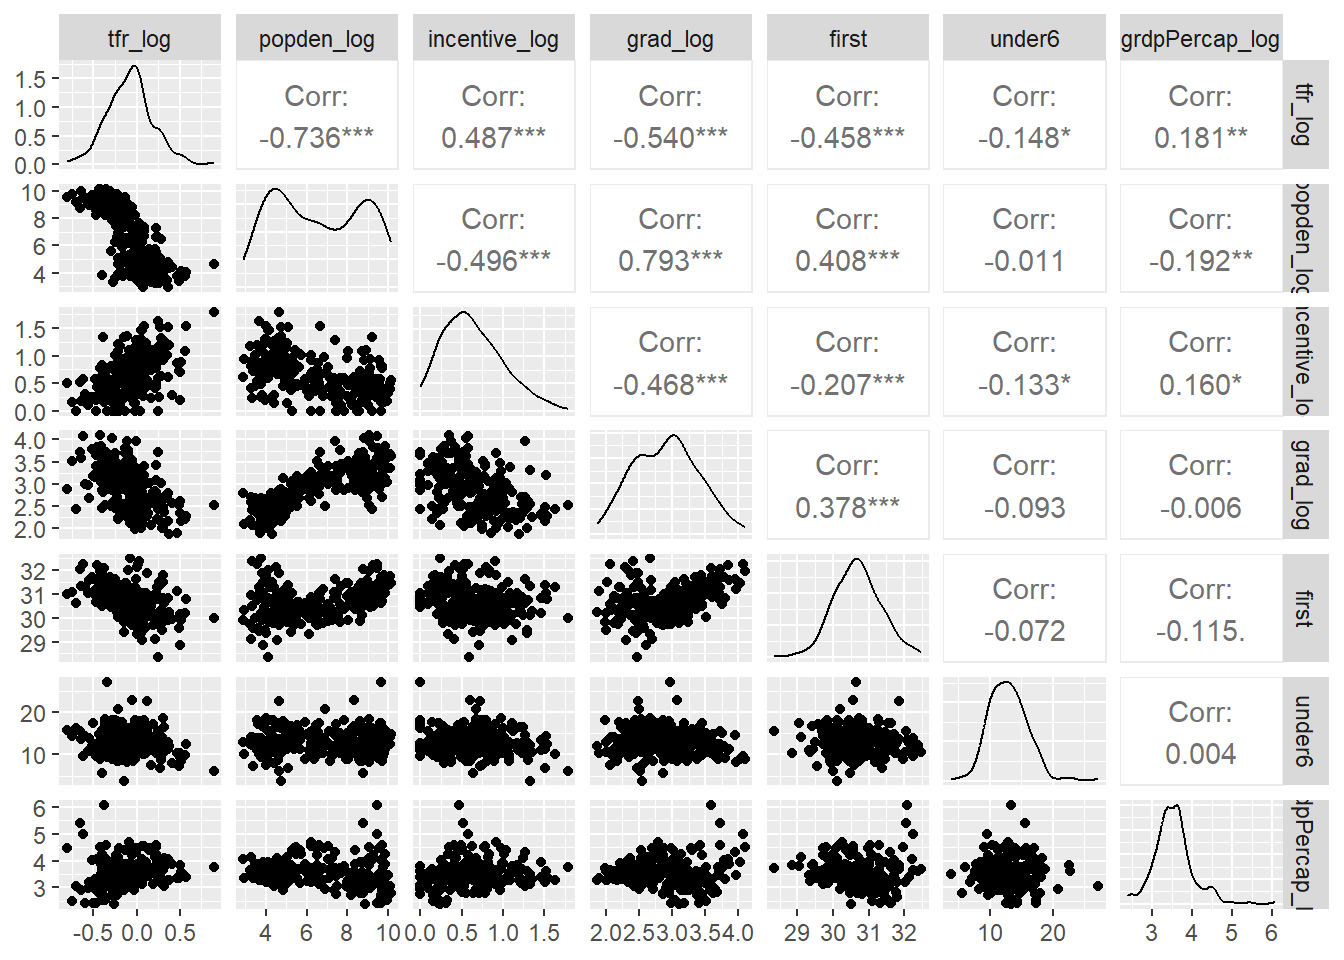 tfr_log popden_log incentive_log grad_log first under6 grdpPercap_log
1.5
1.0
0.5
0.0
Corr: Corr: Corr: Corr: Corr: Corr:
-0.736*** 0.487*** -0.540*** -0.458*** -0.148* 0.181**
tfr_log
10
8
6
4
Corr: Corr: Corr: Corr: Corr:
-0.496*** 0.793*** 0.408*** -0.011 -0.192**
popden_log
1.5
1.0
0.5
0.0
Corr: Corr: Corr: Corr:
-0.468*** -0.207*** -0.133* 0.160*
ncentive_lo
4.0
3.5
3.0
2.5
2.0
Corr: Corr: Corr:
0.378*** -0.093 -0.006
grad_log
32
31
30
29
Corr: Corr:
-0.072 -0.115.
first
20
10
Corr:
0.004
under6
6
5
4
3
dpPercap_l
-0.5 0.0 0.5 4 6 8 10 0.0 0.5 1.0 1.5 2.0 2.5 3.0 3.5 4.0 29 30 31 32 10 20 3 4 5 6